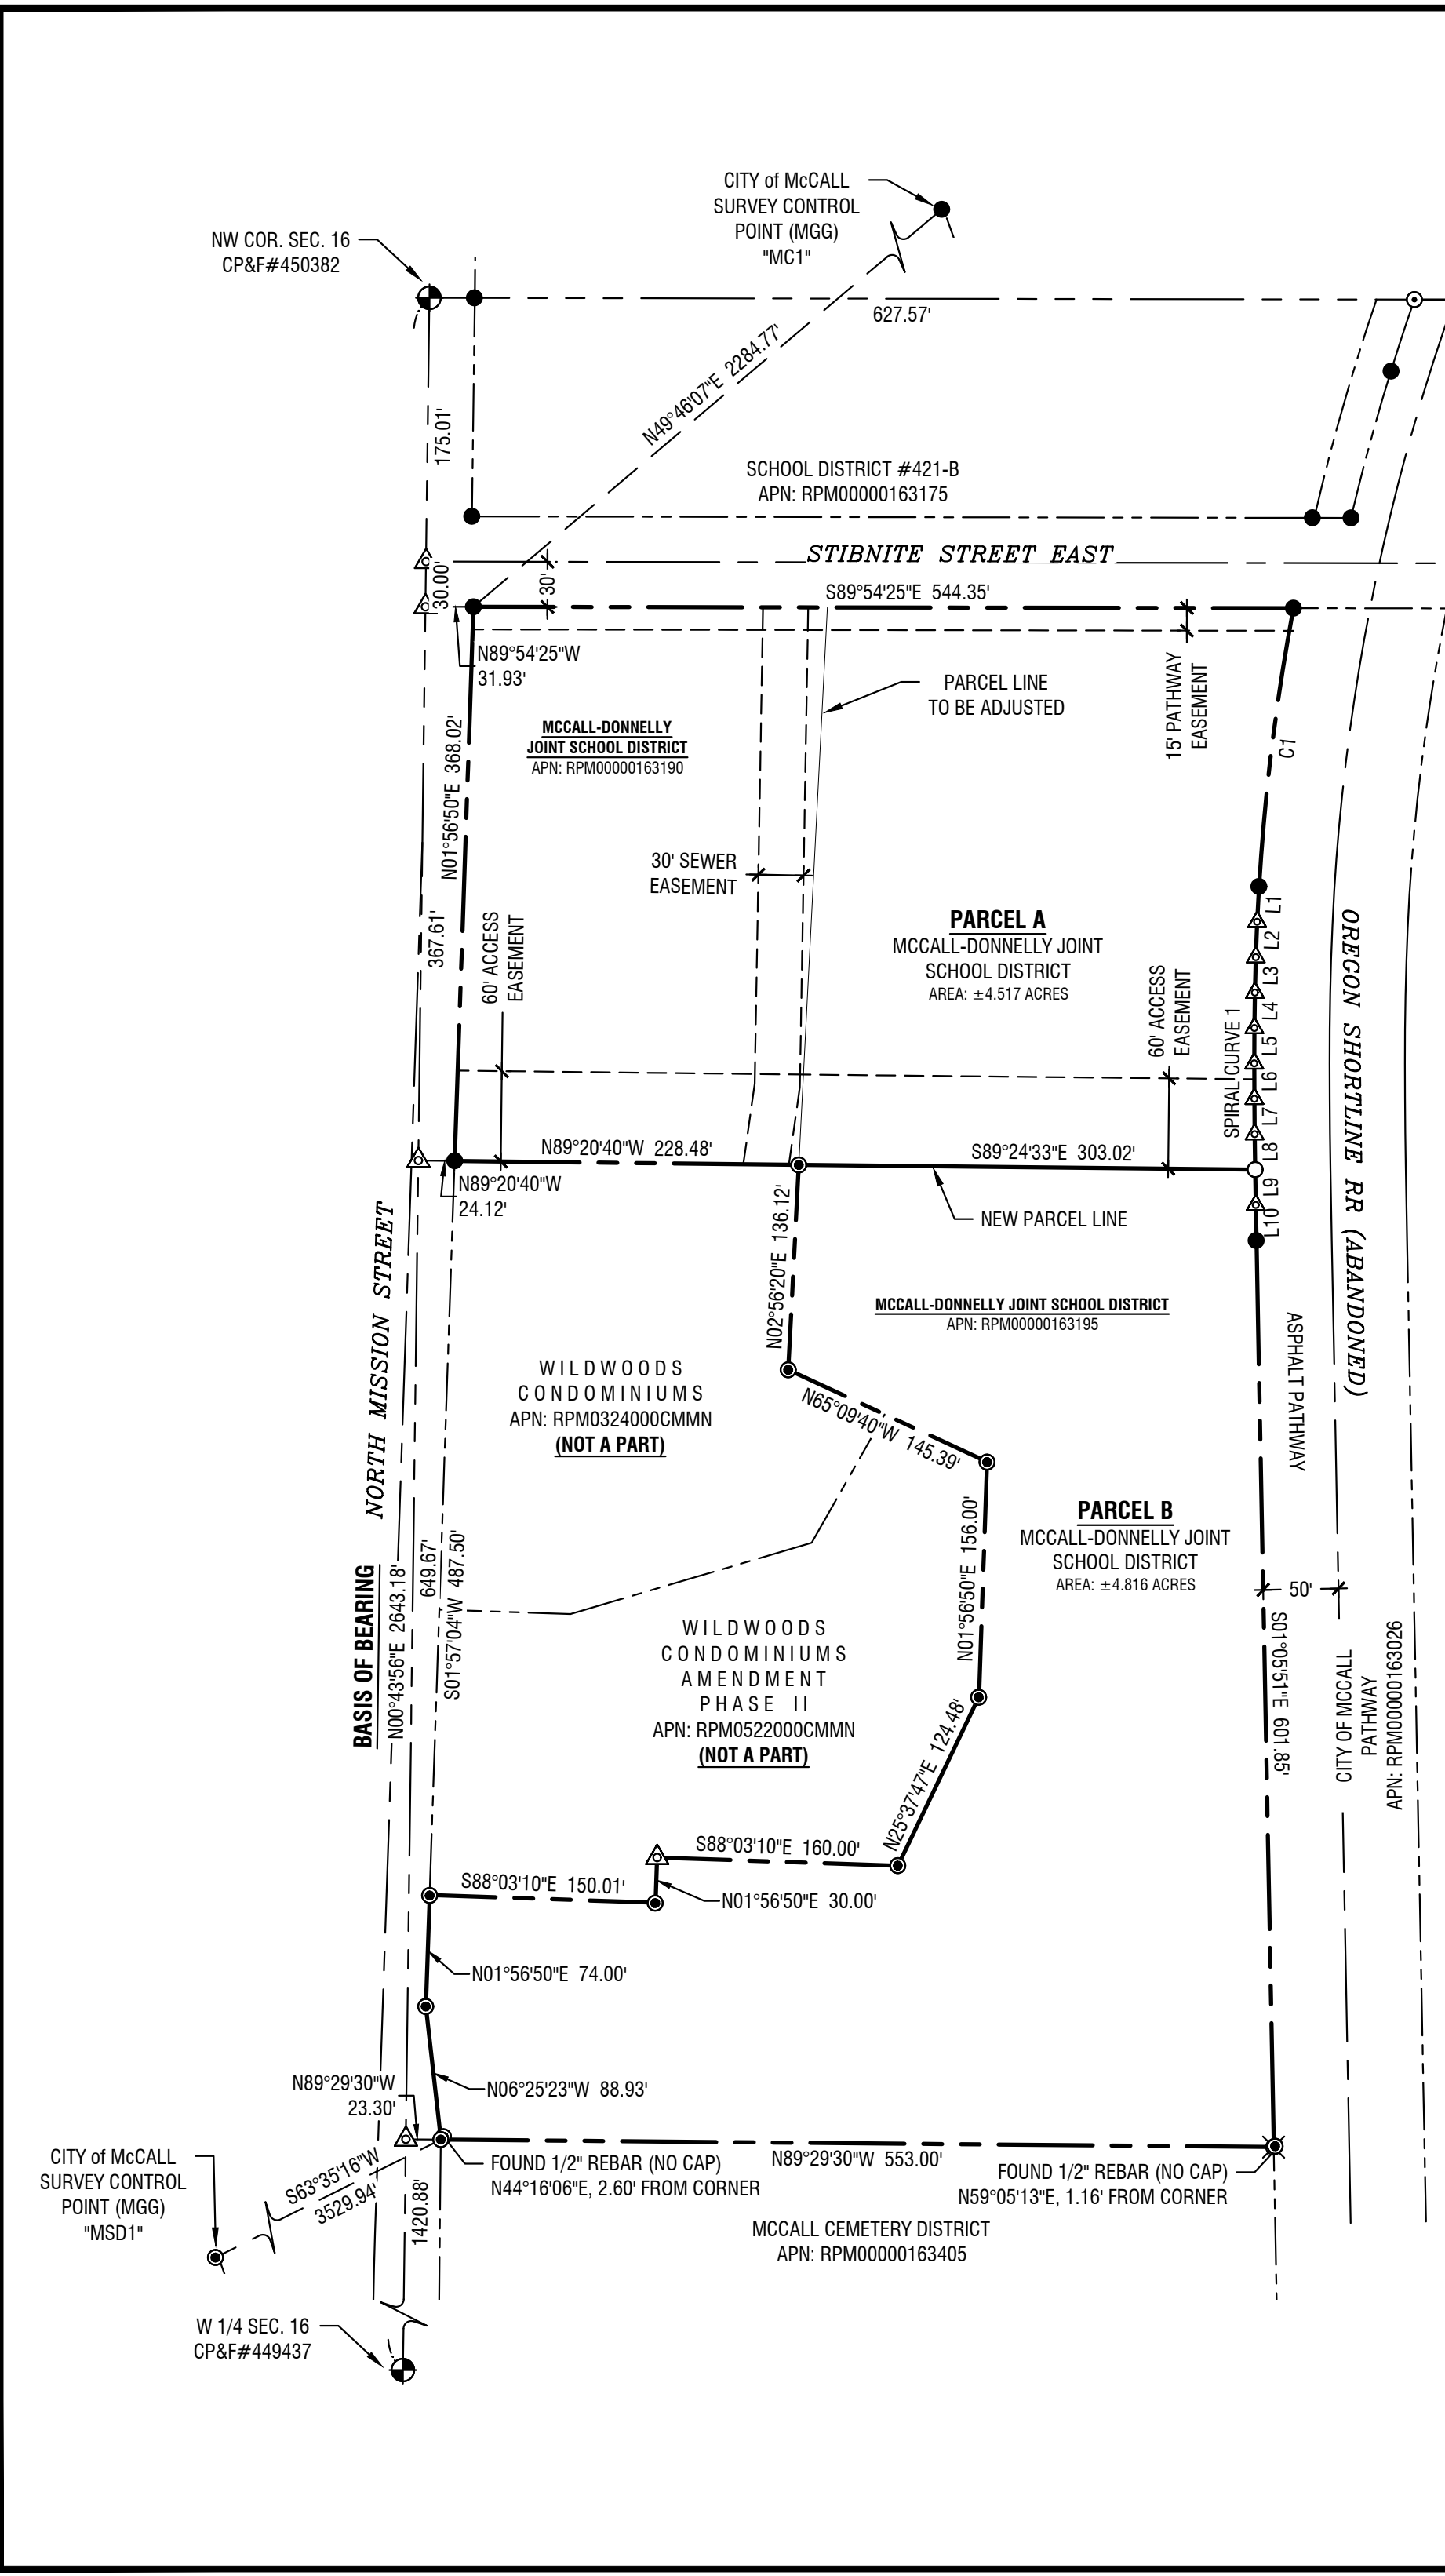 CITY of McCALL
SURVEY CONTROL
POINT (MGG)
"MC1"
NW COR. SEC. 16
CP&F#450382
627.57'
N49°46'07"E 2284.77'
175.01'
SCHOOL DISTRICT #421-B
APN: RPM00000163175
STIBNITE STREET EAST
30.00'
30'
S89°54'25"E 544.35'
N89°54'25"W
31.93'
15' PATHWAY
EASEMENT
PARCEL LINE
TO BE ADJUSTED
C1
MCCALL-DONNELLY
JOINT SCHOOL DISTRICT
APN: RPM00000163190
N01°56'50"E 368.02'
367.61'
30' SEWER
EASEMENT
60' ACCESS
EASEMENT
PARCEL A
MCCALL-DONNELLY JOINT
SCHOOL DISTRICT
AREA: ±4.517 ACRES
60' ACCESS
EASEMENT
SPIRAL CURVE 1
L1
L2
L3
L4
L5
L6
L7
L8
L9
L10
OREGON SHORTLINE RR (ABANDONED)
N89°20'40"W 228.48'
S89°24'33"E 303.02'
N89°20'40"W
24.12'
NEW PARCEL LINE
NORTH MISSION STREET
N02°56'20"E 136.12'
MCCALL-DONNELLY JOINT SCHOOL DISTRICT
APN: RPM00000163195
ASPHALT PATHWAY
WILDWOODS
CONDOMINIUMS
APN: RPM0324000CMMN
(NOT A PART)
N65°09'40"W 145.39'
N01°56'50"E 156.00'
PARCEL B
MCCALL-DONNELLY JOINT
SCHOOL DISTRICT
AREA: ±4.816 ACRES
50'
BASIS OF BEARING
N00°43'56"E 2643.18'
649.67'
S01°57'04"W 487.50'
WILDWOODS
CONDOMINIUMS
AMENDMENT
PHASE II
APN: RPM0522000CMMN
(NOT A PART)
S01°05'51"E 601.85'
CITY OF MCCALL
PATHWAY
APN: RPM00000163026
N25°37'47"E 124.48'
S88°03'10"E 160.00'
S88°03'10"E 150.01'
N01°56'50"E 30.00'
N01°56'50"E 74.00'
N06°25'23"W 88.93'
N89°29'30"W
23.30'
CITY of McCALL
SURVEY CONTROL
POINT (MGG)
"MSD1"
S63°35'16"W
3529.94'
1420.88'
FOUND 1/2" REBAR (NO CAP)
N44°16'06"E, 2.60' FROM CORNER
N89°29'30"W 553.00'
FOUND 1/2" REBAR (NO CAP)
N59°05'13"E, 1.16' FROM CORNER
MCCALL CEMETERY DISTRICT
APN: RPM00000163405
W 1/4 SEC. 16
CP&F#449437